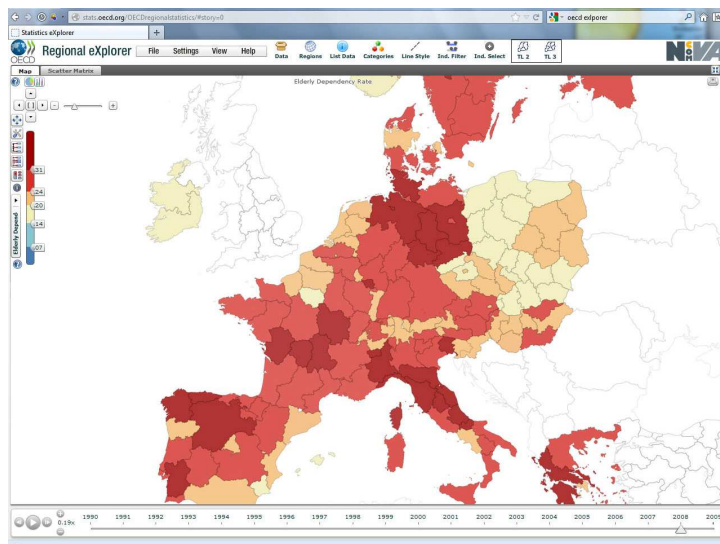 stats.oecd.org/OECDregionalstatistics/#story=0
oecd exlporer
Statistics eXplorer
+
OECD
Regional eXplorer
File Settings View Help
Data Regions List Data Categories Line Style Ind. Filter Ind. Select TL 2 TL 3
NComVA
Map Scatter Matrix
Elderly Dependency Rate
31
24
20
14
07
Elderly Depend
0.19x 1990 1991 1992 1993 1994 1995 1996 1997 1998 1999 2000 2001 2002 2003 2004 2005 2006 2007 2008 2009